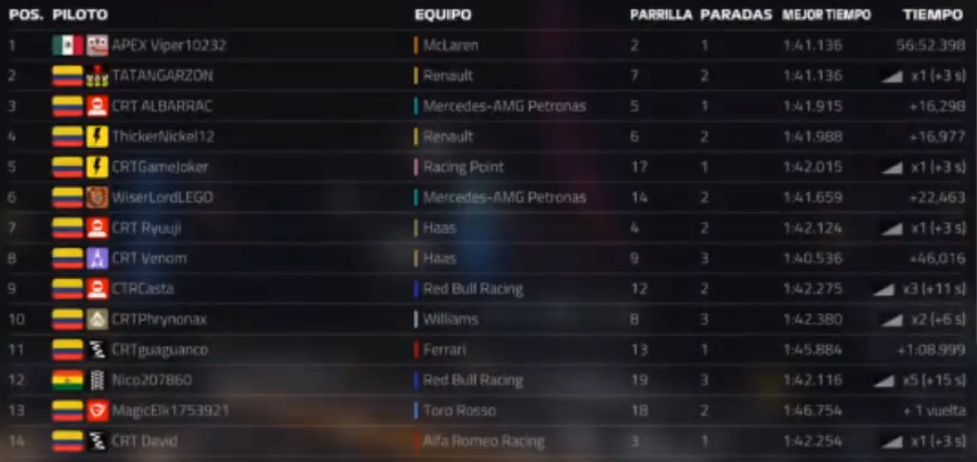 POS. PILOTO EQUIPO PARRILLA PARADAS MEJOR TIEMPO TIEMPO
1 APEX Viper10232 McLaren 2 1 1:41.136 56:52.398
2 TATANGARZON Renault 7 2 1:41.136 x1 (+3 s)
3 CRT ALBARRAC Mercedes-AMG Petronas 5 1 1:41.915 +16,298
4 ThickerNickel12 Renault 6 2 1:41.988 +16,977
5 CRTGameJoker Racing Point 17 1 1:42.015 x1 (+3 s)
6 WiserLordLEGO Mercedes-AMG Petronas 14 2 1:41.659 +22,463
7 CRT Ryuuji Haas 4 2 1:42.124 x1 (+3 s)
8 CRT Venom Haas 9 3 1:40.536 +46,016
9 CTRCasta Red Bull Racing 12 2 1:42.275 x3 (+11 s)
10 CRTPhrynonax Williams 8 3 1:42.380 x2 (+6 s)
11 CRTguaguanco Ferrari 13 1 1:45.884 +1:08.999
12 Nico207860 Red Bull Racing 19 3 1:42.116 x5 (+15 s)
13 MagicElk1753921 Toro Rosso 18 2 1:46.754 + 1 vuelta
14 CRT David Alfa Romeo Racing 3 1 1:42.254 x1 (+3 s)